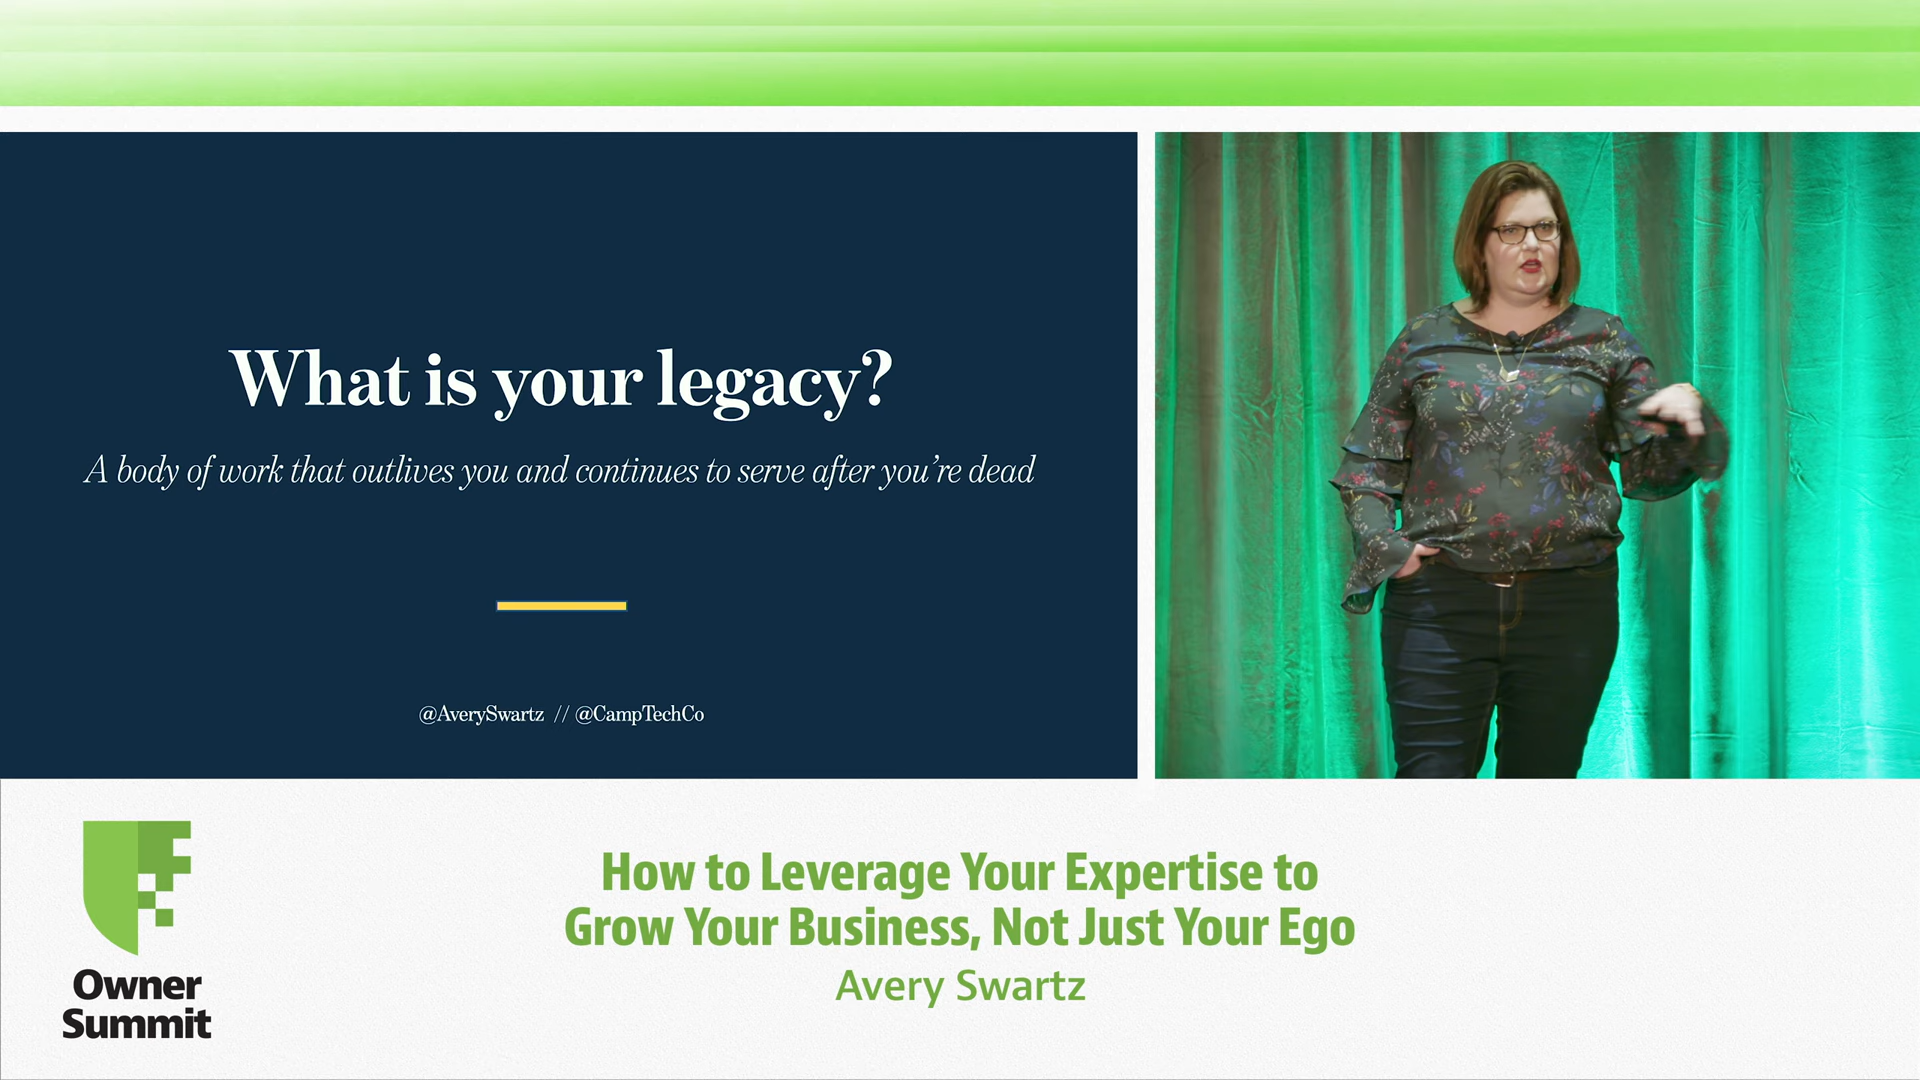 What is your legacy?
A body of work that outlives you and continues to serve after you’re dead
@AverySwartz // @CampTechCo
Owner
Summit
How to Leverage Your Expertise to
Grow Your Business, Not Just Your Ego
Avery Swartz